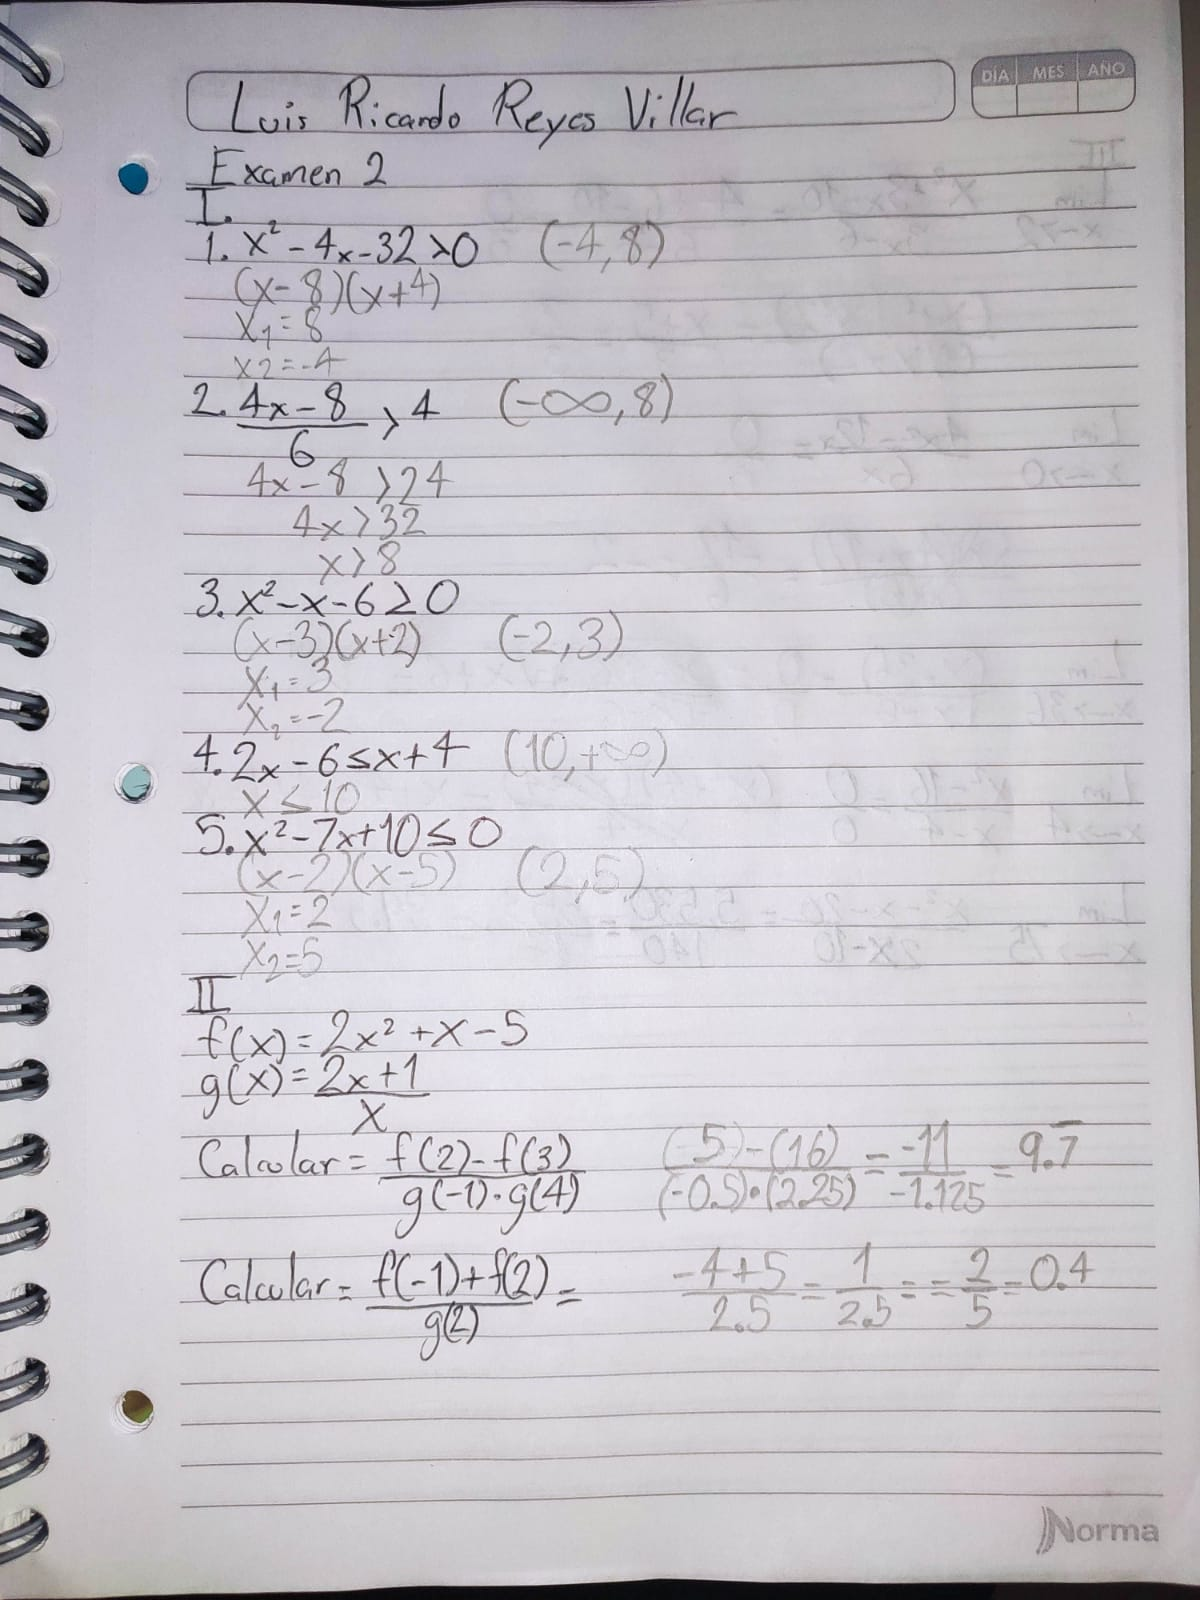 DÍA MES AÑO
Luis Ricardo Reyes Villar
Examen 2
I.
1. x² - 4x - 32 > 0 (-4, 8)
(x - 8)(x + 4)
x₁ = 8
x2 = -4
2. 4x - 8 > 4 (-∞, 8)
6
4x - 8 > 24
4x > 32
x > 8
3. x² - x - 6 ≥ 0
(x - 3)(x + 2) (-2, 3)
x₁ = 3
x₂ = -2
4. 2x - 6 ≤ x + 4 (10, +∞)
x ≤ 10
5. x² - 7x + 10 ≤ 0
(x - 2)(x - 5) (2, 5)
x₁ = 2
x₂ = 5
II
f(x) = 2x² + x - 5
g(x) = 2x + 1
x
Calcular = f(2) - f(3) (-5) - (16) = -11 = 9.7̅
g(-1) · g(4) (-0.5) · (2.25) -1.125
Calcular = f(-1) + f(2) = -4 + 5 = 1 = = 2 = 0.4
g(2) 2.5 2.5 5
Norma